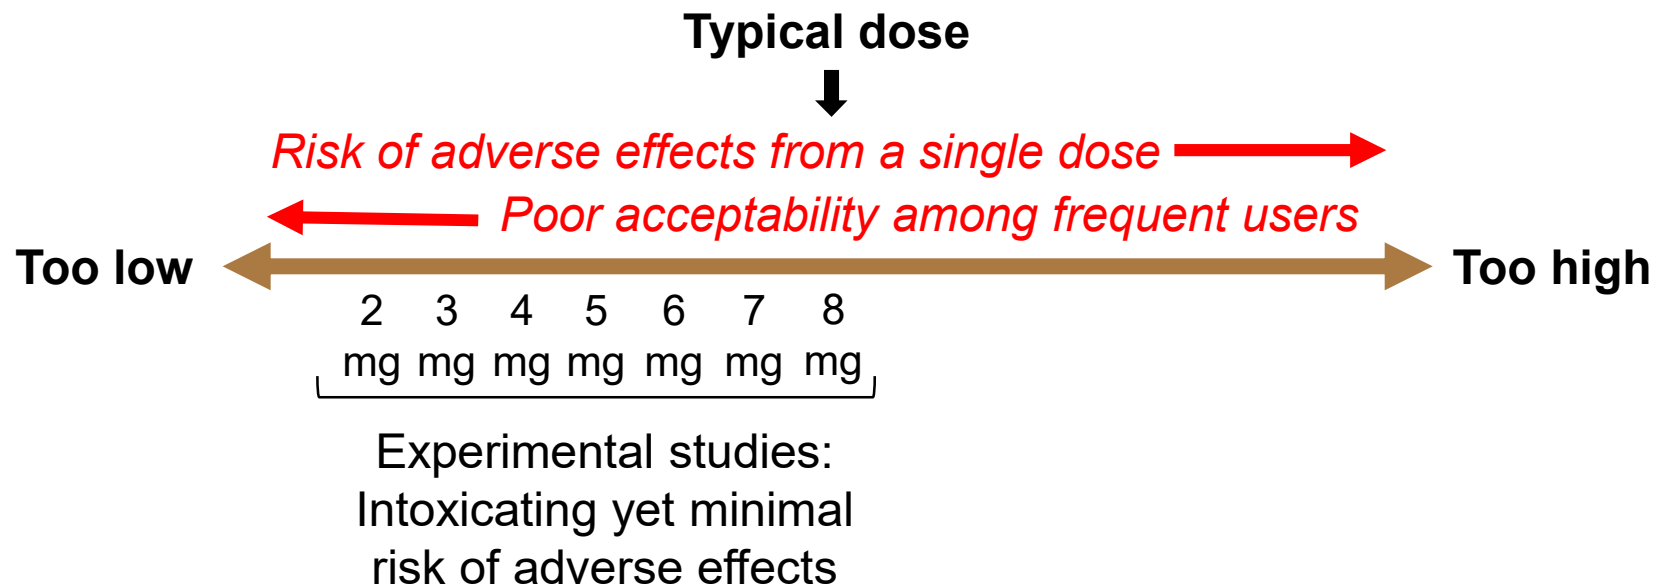 Typical dose
Risk of adverse effects from a single dose
Poor acceptability among frequent users
Too low
Too high
2 3 4 5 6 7 8
mg mg mg mg mg mg mg
Experimental studies:
Intoxicating yet minimal
risk of adverse effects